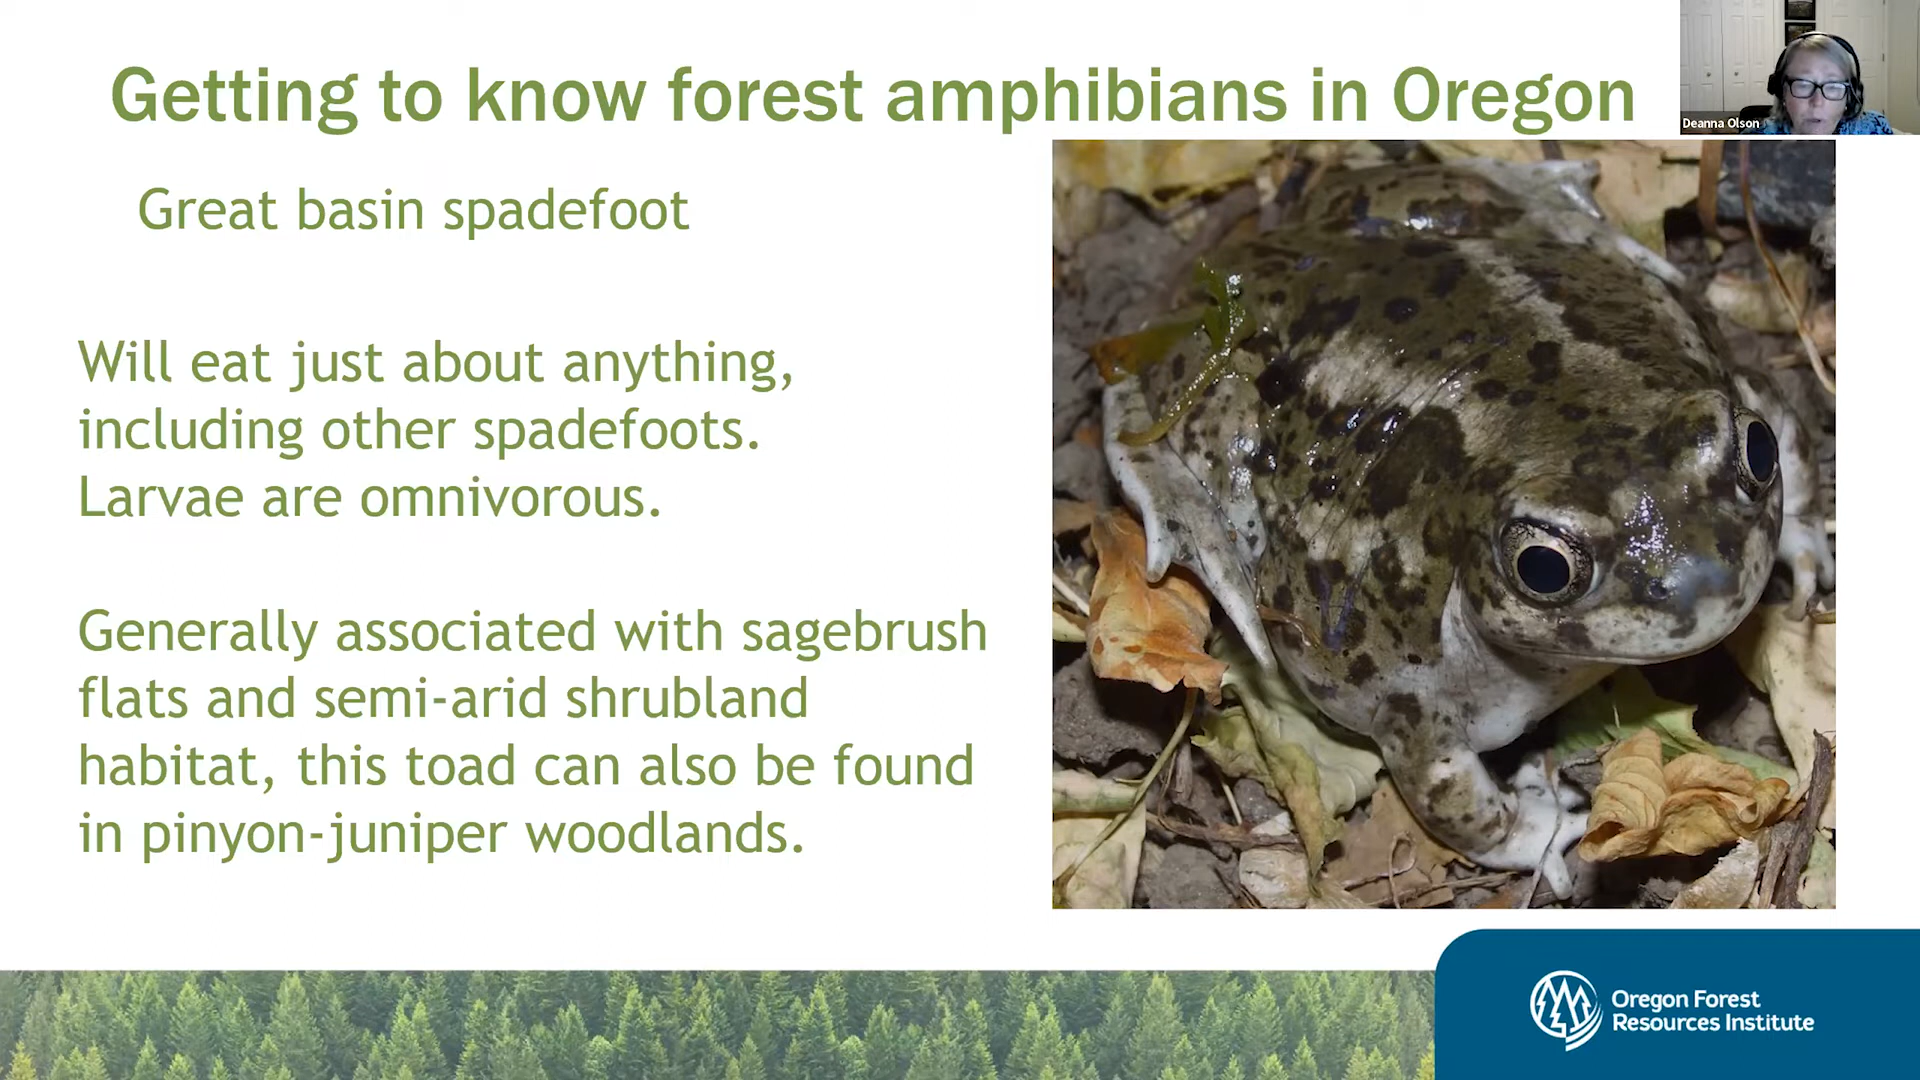 Getting to know forest amphibians in Oregon
Deanna Olson
Great basin spadefoot
Will eat just about anything,
including other spadefoots.
Larvae are omnivorous.
Generally associated with sagebrush
flats and semi-arid shrubland
habitat, this toad can also be found
in pinyon-juniper woodlands.
Oregon Forest
Resources Institute